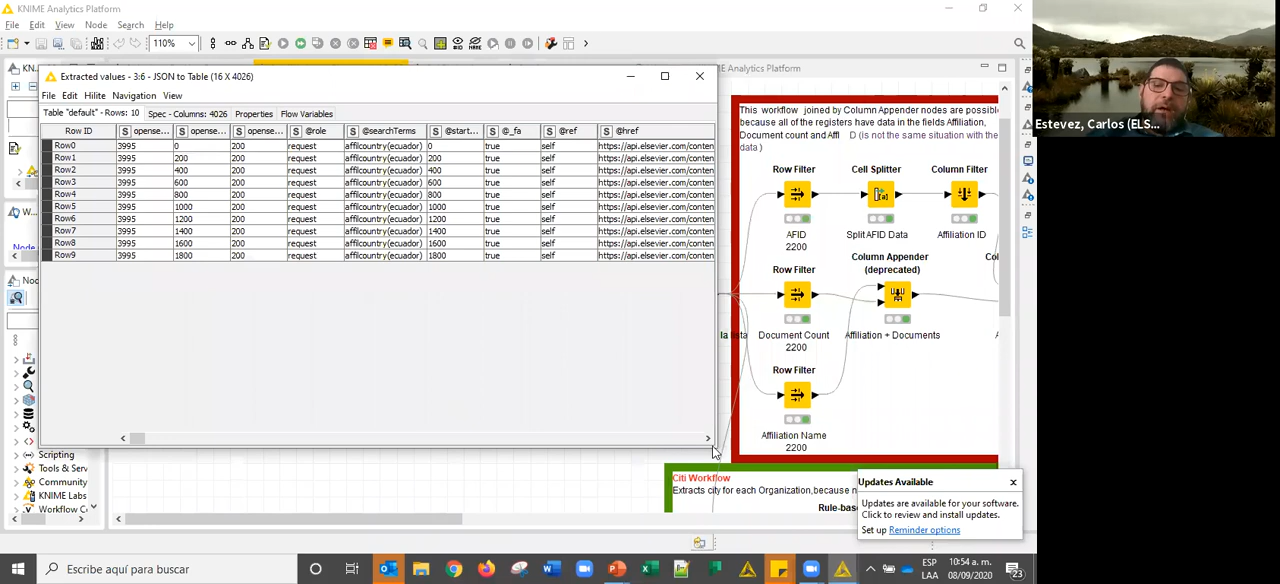 KNIME Analytics Platform
File Edit View Node Search Help
110%
KN...
Extracted values - 3:6 - JSON to Table (16 X 4026)
File Edit Hilite Navigation View
Table "default" - Rows: 10 Spec - Columns: 4026 Properties Flow Variables
Row ID S opense... S opense... S opense... S @role S @searchTerms S @start... S @_fa S @ref S @href
Row0 3995 0 200 request affilcountry(ecuador) 0 true self https://api.elsevier.com/conten
Row1 3995 200 200 request affilcountry(ecuador) 200 true self https://api.elsevier.com/conten
Row2 3995 400 200 request affilcountry(ecuador) 400 true self https://api.elsevier.com/conten
Row3 3995 600 200 request affilcountry(ecuador) 600 true self https://api.elsevier.com/conten
Row4 3995 800 200 request affilcountry(ecuador) 800 true self https://api.elsevier.com/conten
Row5 3995 1000 200 request affilcountry(ecuador) 1000 true self https://api.elsevier.com/conten
Row6 3995 1200 200 request affilcountry(ecuador) 1200 true self https://api.elsevier.com/conten
Row7 3995 1400 200 request affilcountry(ecuador) 1400 true self https://api.elsevier.com/conten
Row8 3995 1600 200 request affilcountry(ecuador) 1600 true self https://api.elsevier.com/conten
Row9 3995 1800 200 request affilcountry(ecuador) 1800 true self https://api.elsevier.com/conten
W...
Node
No
Scripting
Tools & Serv
Community
KNIME Labs
Workflow Co
ME Analytics Platform
This workflow joined by Column Appender nodes are possible
because all of the registers have data in the fields Affiliation,
Document count and Affl D (is not the same situation with the
data )
Row Filter Cell Splitter Column Filter
AFID Split AFID Data Affiliation ID
2200
Row Filter
Column Appender
(deprecated)
Co
la lista
Document Count Affiliation + Documents A
2200
Row Filter
Affiliation Name
2200
Citi Workflow
Extracts city for each Organization,because n
Rule-base
Updates Available
Updates are available for your software.
Click to review and install updates.
Set up Reminder options
Estevez, Carlos (ELS...
Escribe aquí para buscar
ESP
LAA
10:54 a. m.
08/09/2020
23